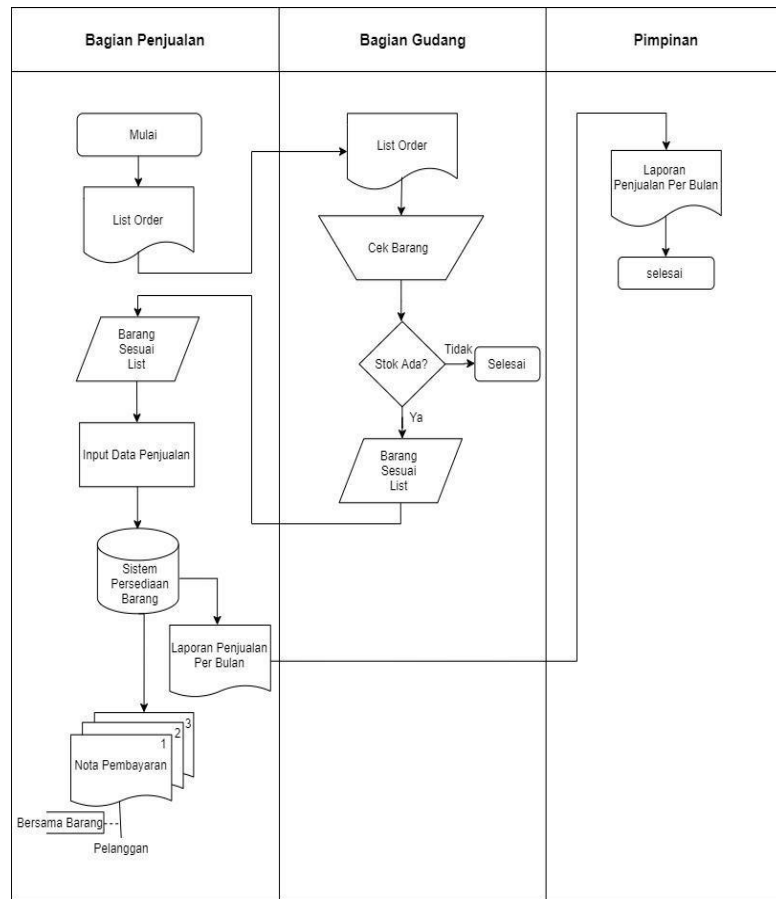 Bagian Penjualan
Bagian Gudang
Pimpinan
Mulai
List Order
List Order
Cek Barang
Stok Ada?
Tidak
Selesai
Ya
Barang
Sesuai
List
Barang
Sesuai
List
Input Data Penjualan
Sistem
Persediaan
Barang
Laporan Penjualan
Per Bulan
3
2
1
Nota Pembayaran
Bersama Barang
Pelanggan
Laporan
Penjualan Per Bulan
selesai